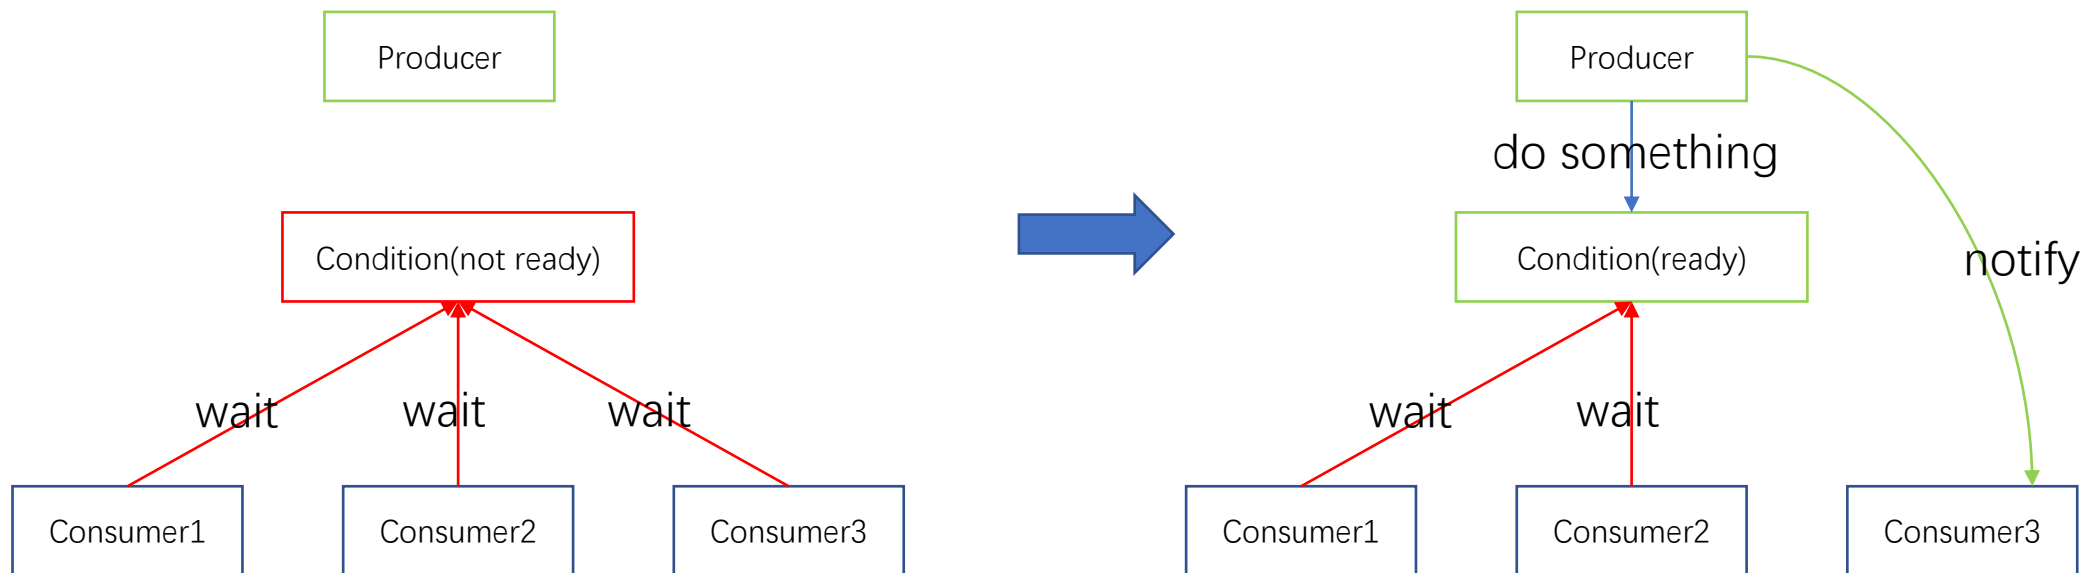 Producer
Condition(not ready)
wait
wait
wait
Consumer1
Consumer2
Consumer3
Producer
do something
Condition(ready)
notify
wait
wait
Consumer1
Consumer2
Consumer3